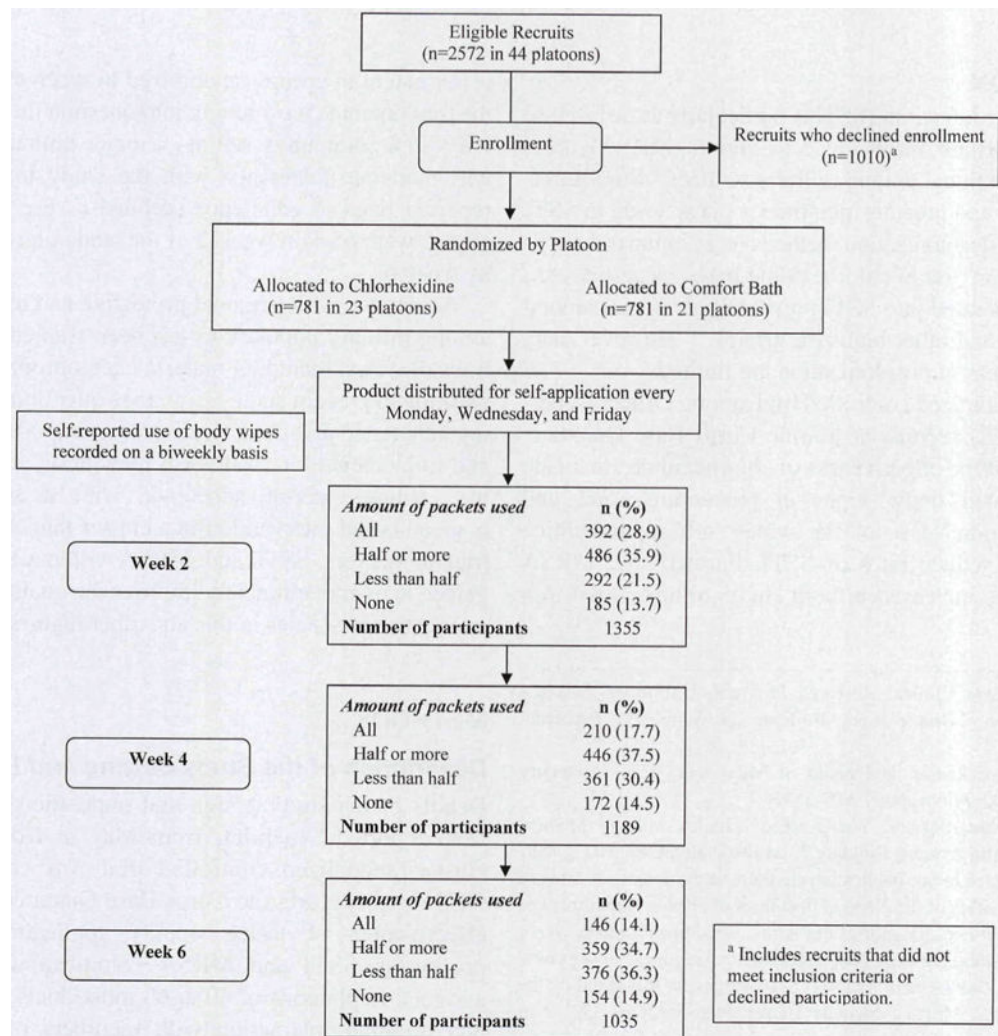 Eligible Recruits
(n=2572 in 44 platoons)
Enrollment
Recruits who declined enrollment
(n=1010)ᵃ
Randomized by Platoon
Allocated to Chlorhexidine
(n=781 in 23 platoons)
Allocated to Comfort Bath
(n=781 in 21 platoons)
Product distributed for self-application every
Monday, Wednesday, and Friday
Self-reported use of body wipes
recorded on a biweekly basis
Week 2
Amount of packets used n (%)
All 392 (28.9)
Half or more 486 (35.9)
Less than half 292 (21.5)
None 185 (13.7)
Number of participants 1355
Week 4
Amount of packets used n (%)
All 210 (17.7)
Half or more 446 (37.5)
Less than half 361 (30.4)
None 172 (14.5)
Number of participants 1189
Week 6
Amount of packets used n (%)
All 146 (14.1)
Half or more 359 (34.7)
Less than half 376 (36.3)
None 154 (14.9)
Number of participants 1035
ᵃ Includes recruits that did not
meet inclusion criteria or
declined participation.